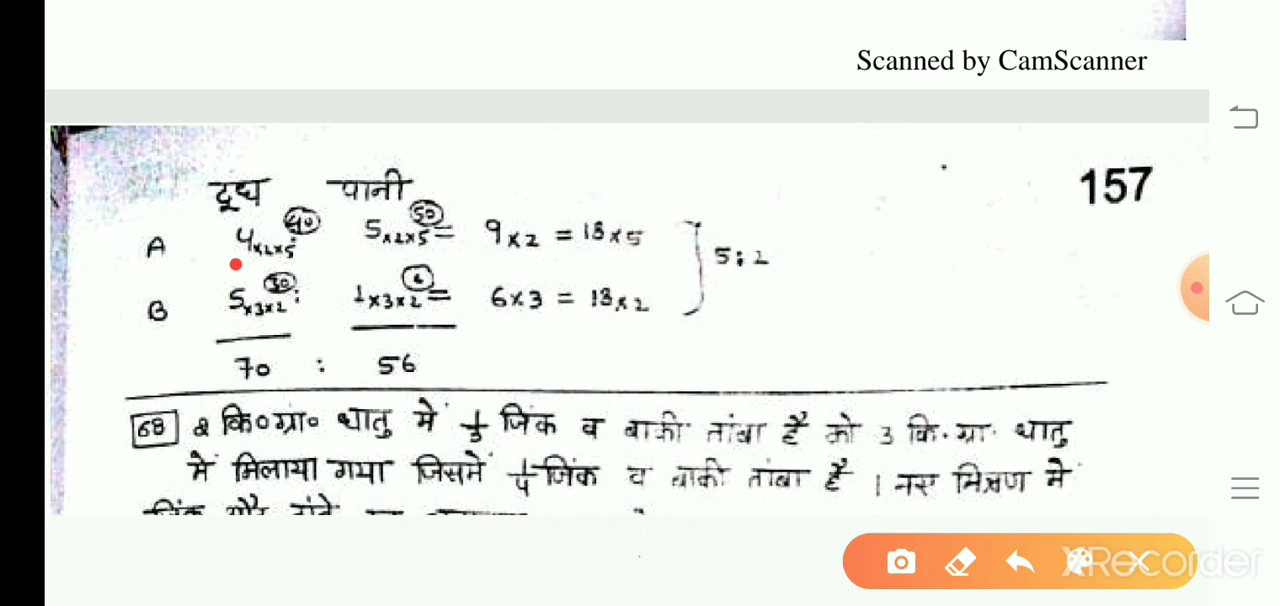 Scanned by CamScanner
157
दूध पानी
A 4×2×5 (40) : 5×2×5 (50) = 9×2 = 18×5
5:2
B 5×3×2 (30) : 1×3×2 (6) = 6×3 = 18×2
70 : 56
68 2 कि०ग्रा० धातु में 1/3 जिंक व बाकी तांबा है को 3 कि.ग्रा. धातु
में मिलाया गया जिसमें 1/4 जिंक व बाकी तांबा है । नए मिश्रण में
XRecorder